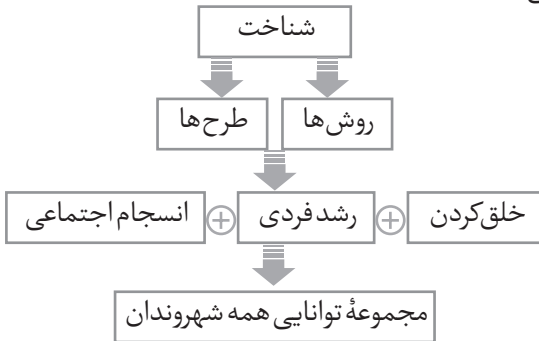 شناخت
روش‌ها طرح‌ها
خلق‌کردن + رشد فردی + انسجام اجتماعی
مجموعهٔ توانایی همه شهروندان